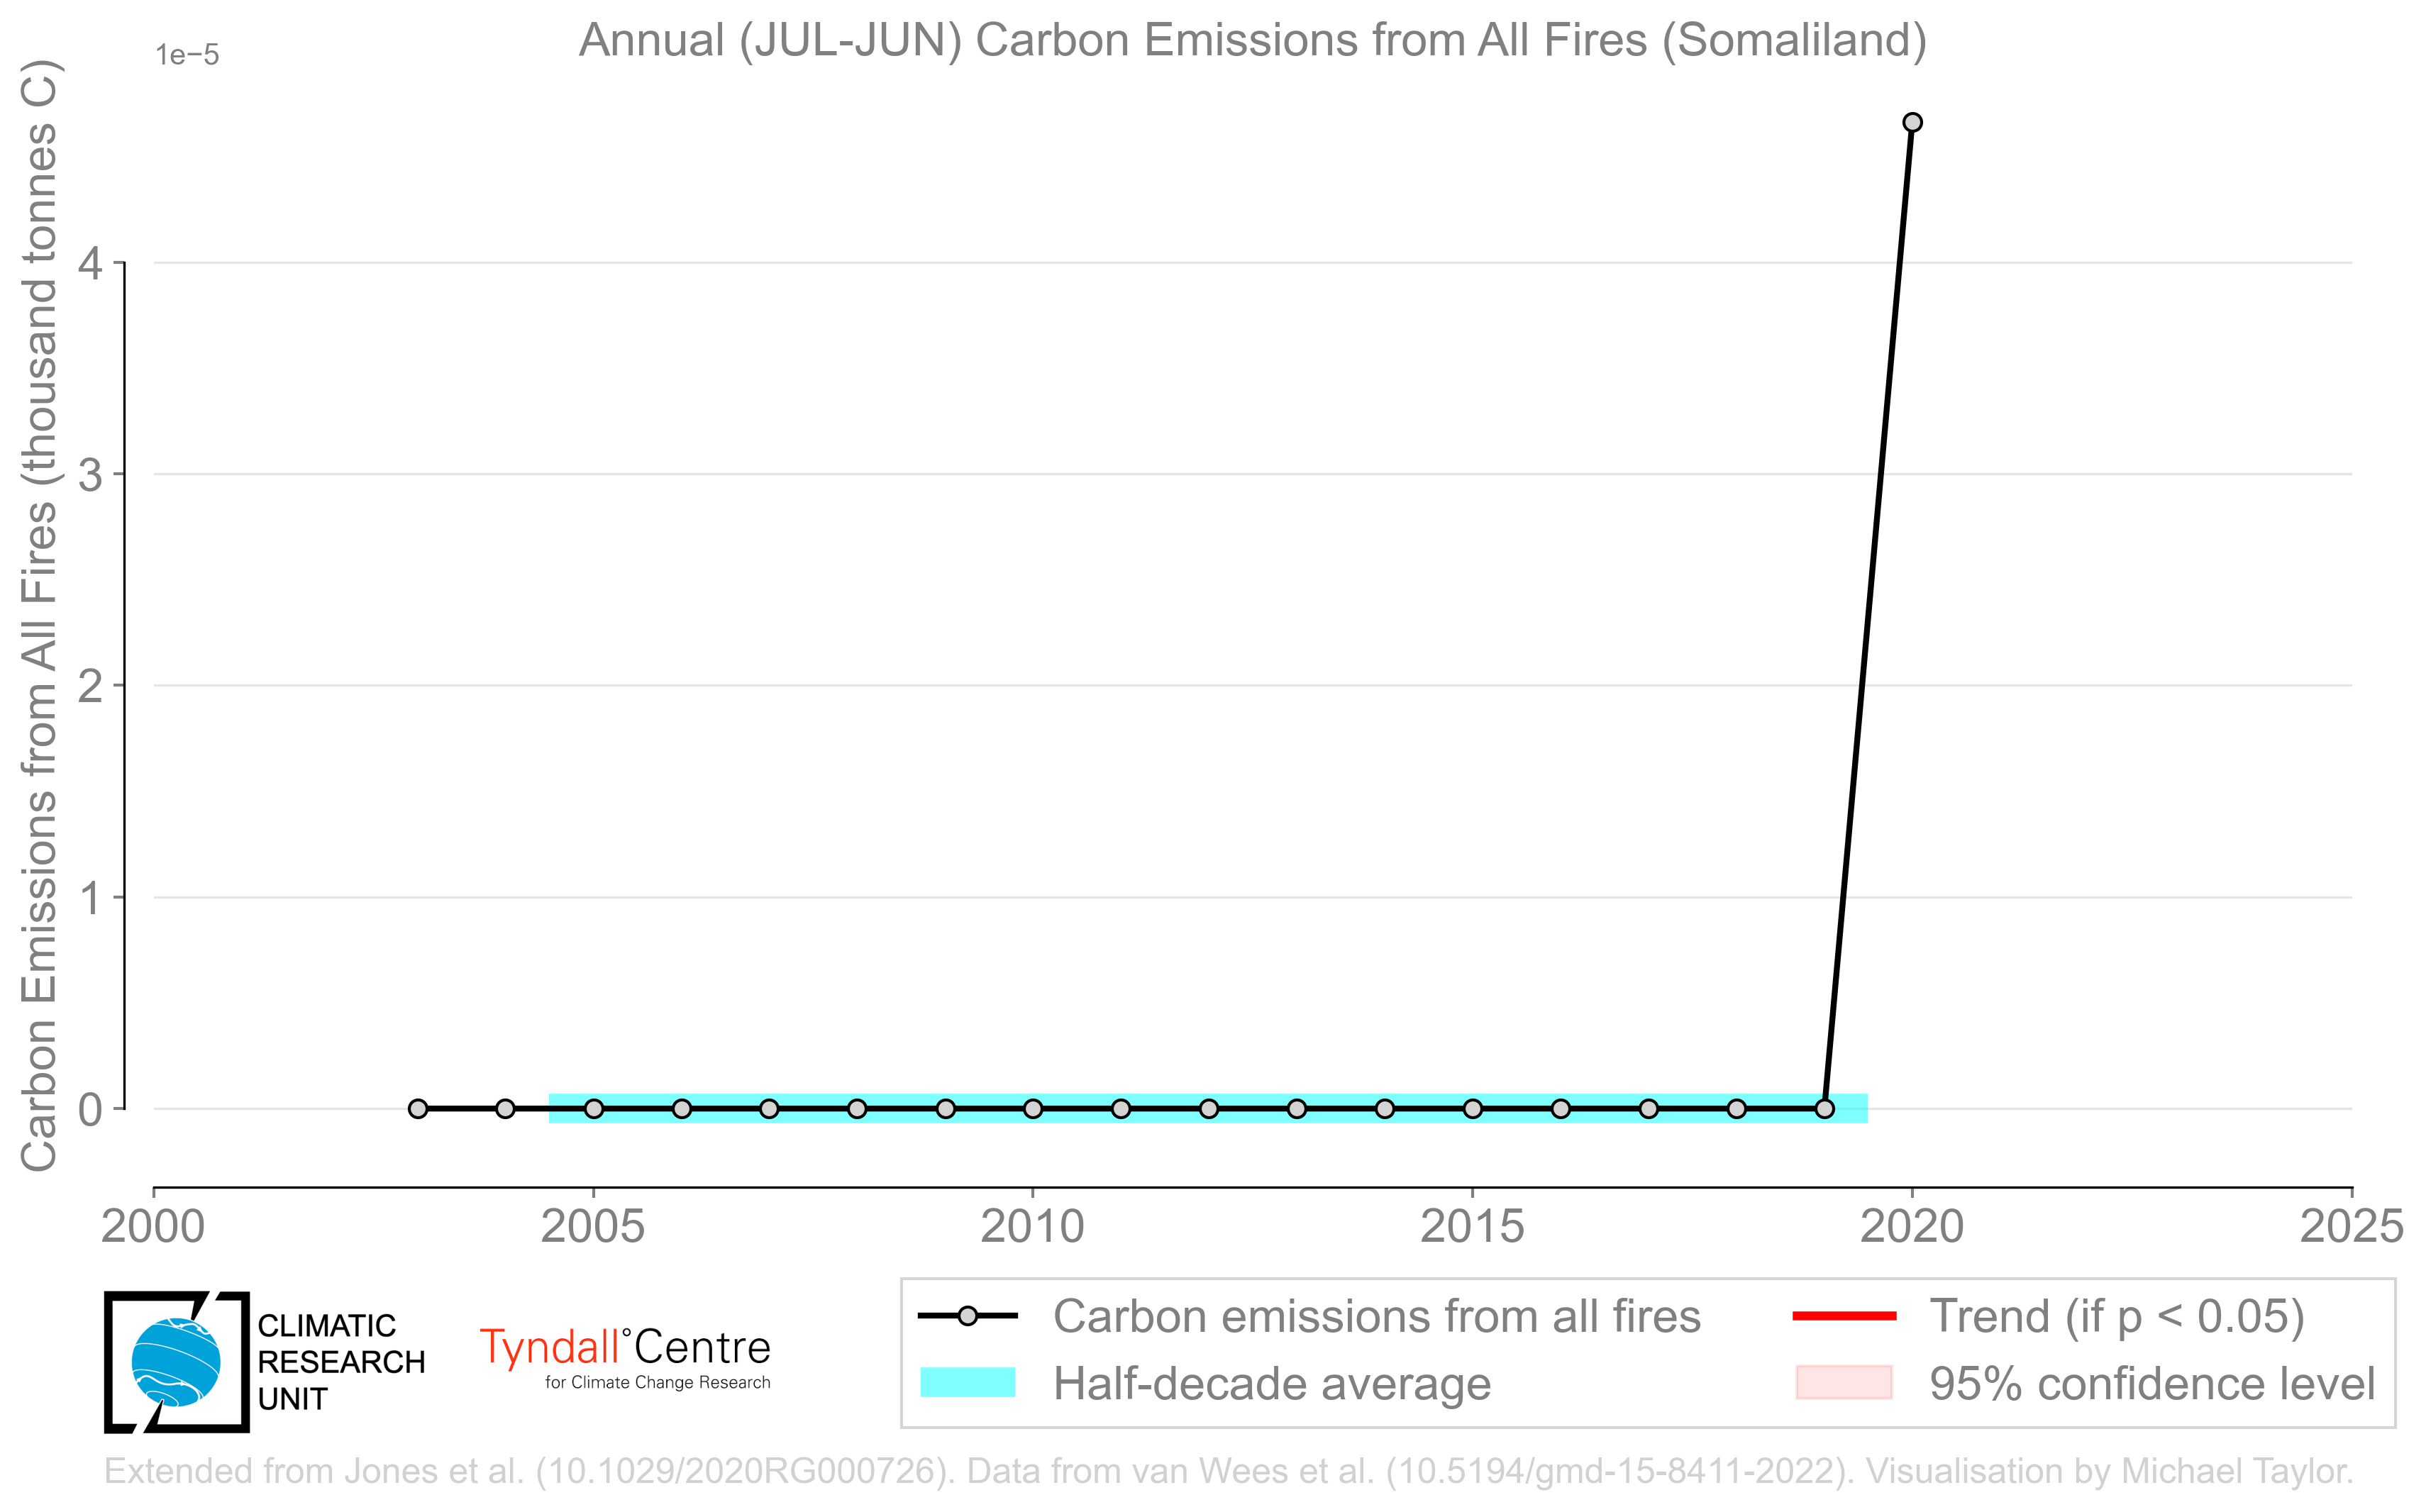 Annual (JUL-JUN) Carbon Emissions from All Fires (Somaliland)
1e−5
Carbon Emissions from All Fires (thousand tonnes C)
4
3
2
1
0
2000 2005 2010 2015 2020 2025
CLIMATIC
RESEARCH
UNIT
Tyndall°Centre
for Climate Change Research
Carbon emissions from all fires
Half-decade average
Trend (if p < 0.05)
95% confidence level
Extended from Jones et al. (10.1029/2020RG000726). Data from van Wees et al. (10.5194/gmd-15-8411-2022). Visualisation by Michael Taylor.